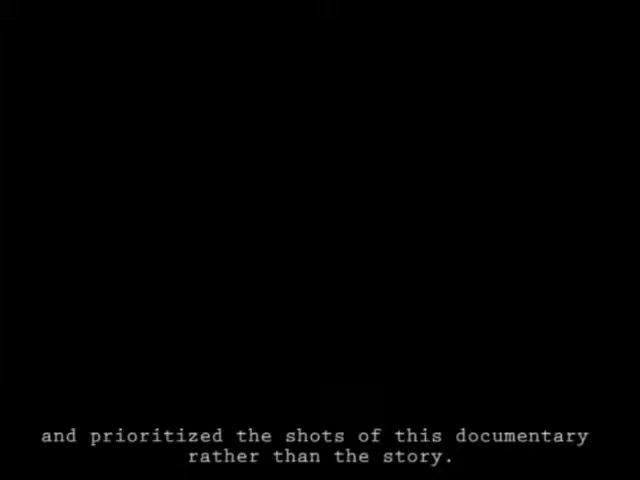 and prioritized the shots of this documentary
rather than the story.